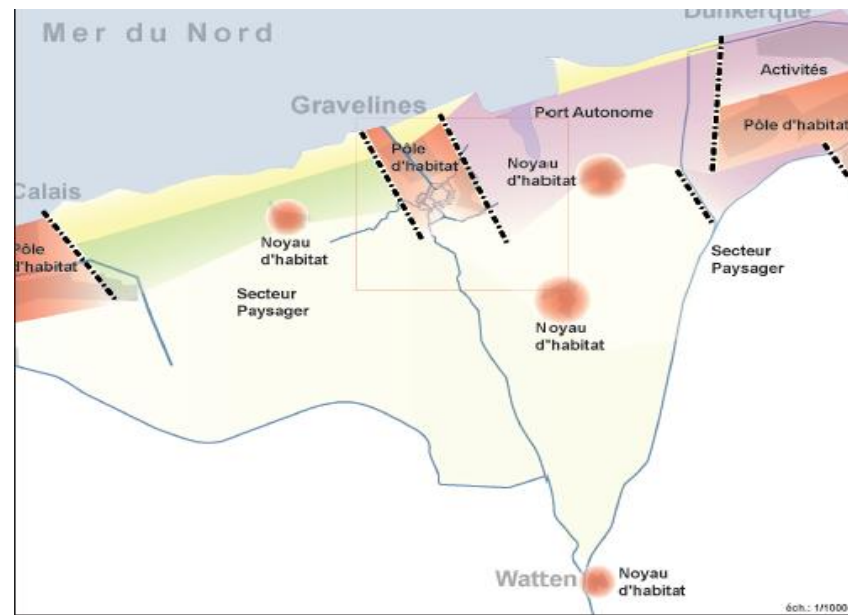 Dunkerque
Mer du Nord
Activités
Gravelines
Port Autonome
Pôle d'habitat
Pôle
d'habitat
Noyau
d'habitat
Calais
Pôle
d'habitat
Noyau
d'habitat
Secteur
Paysager
Secteur
Paysager
Noyau
d'habitat
Watten
Noyau
d'habitat
éch.: 1/1000